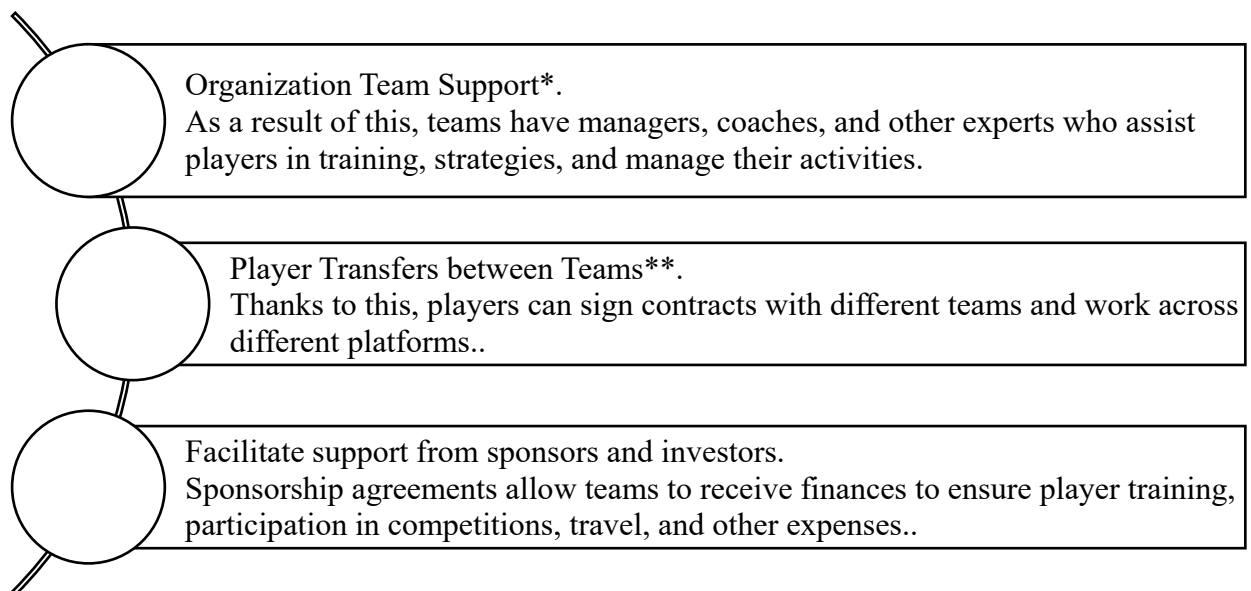 Organization Team Support*.
As a result of this, teams have managers, coaches, and other experts who assist
players in training, strategies, and manage their activities.
Player Transfers between Teams**.
Thanks to this, players can sign contracts with different teams and work across
different platforms..
Facilitate support from sponsors and investors.
Sponsorship agreements allow teams to receive finances to ensure player training,
participation in competitions, travel, and other expenses..